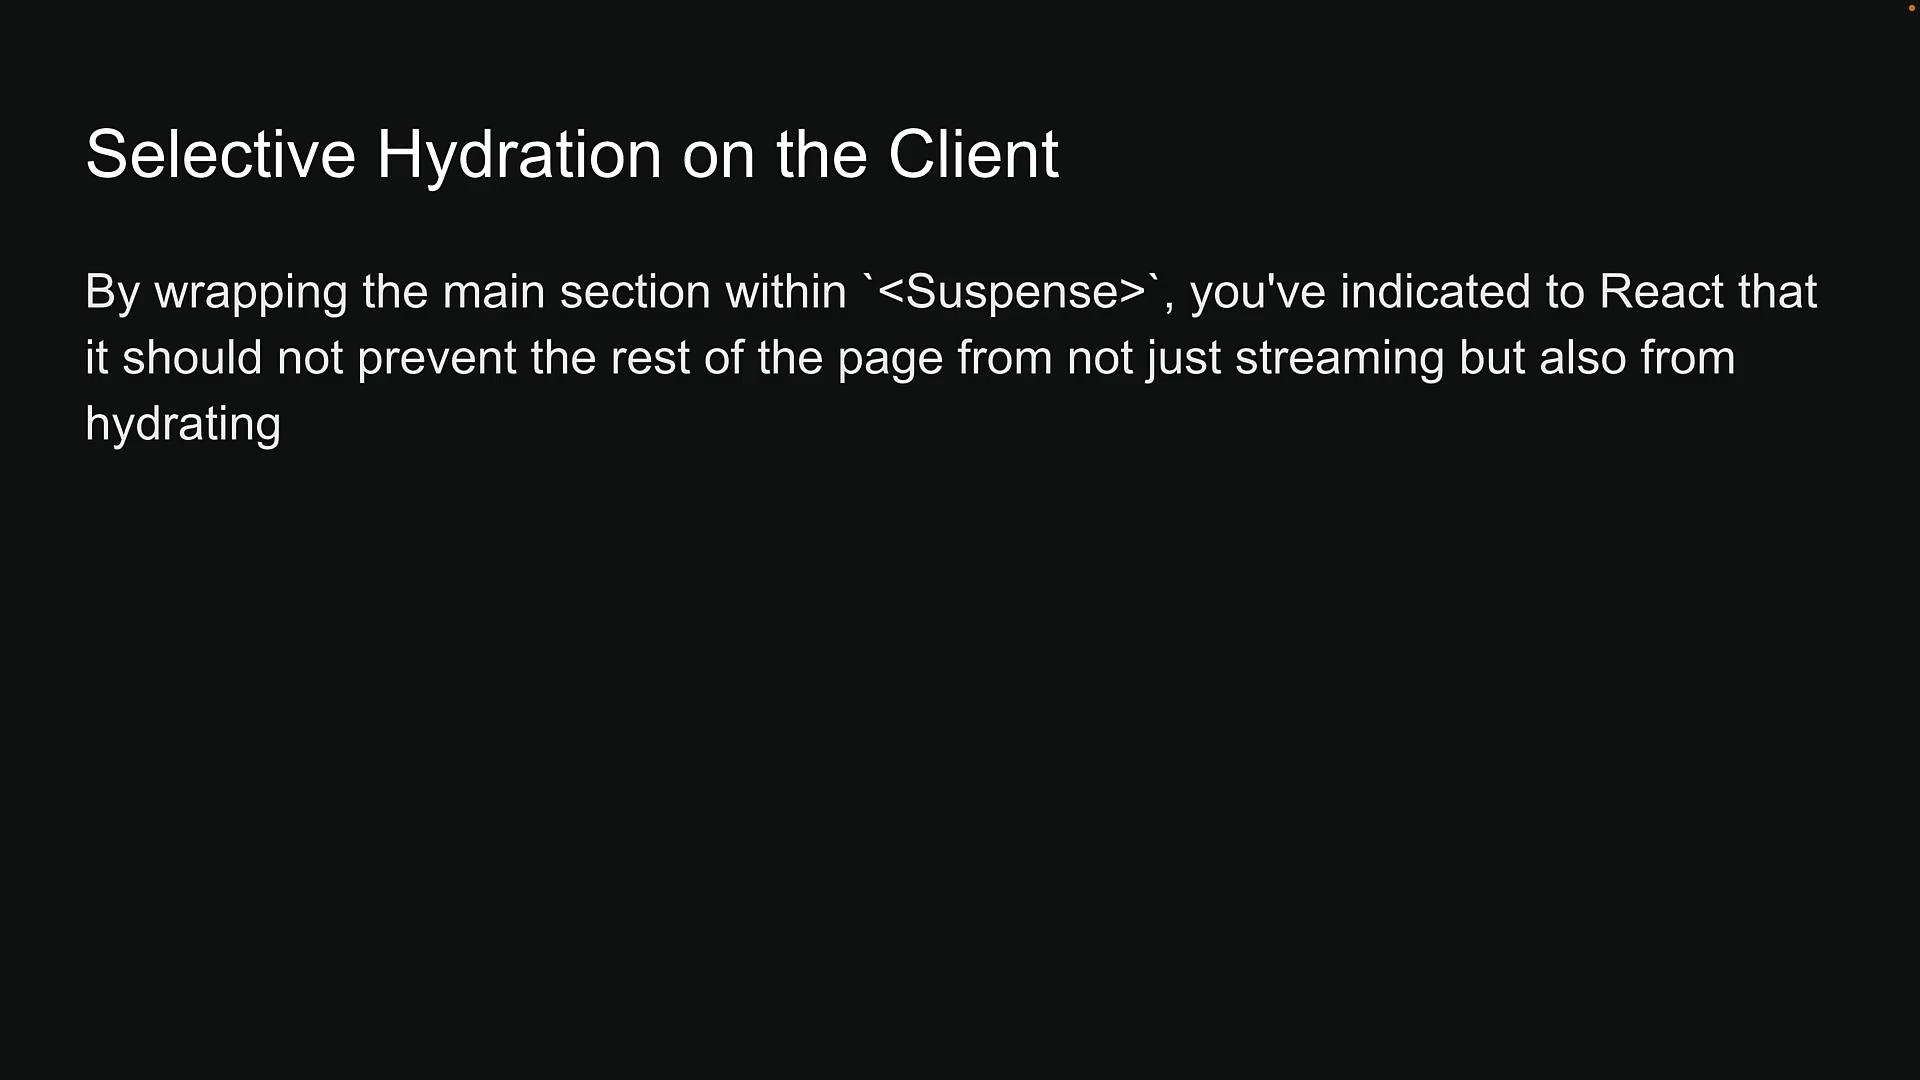 Selective Hydration on the Client
By wrapping the main section within `<Suspense>`, you've indicated to React that
it should not prevent the rest of the page from not just streaming but also from
hydrating